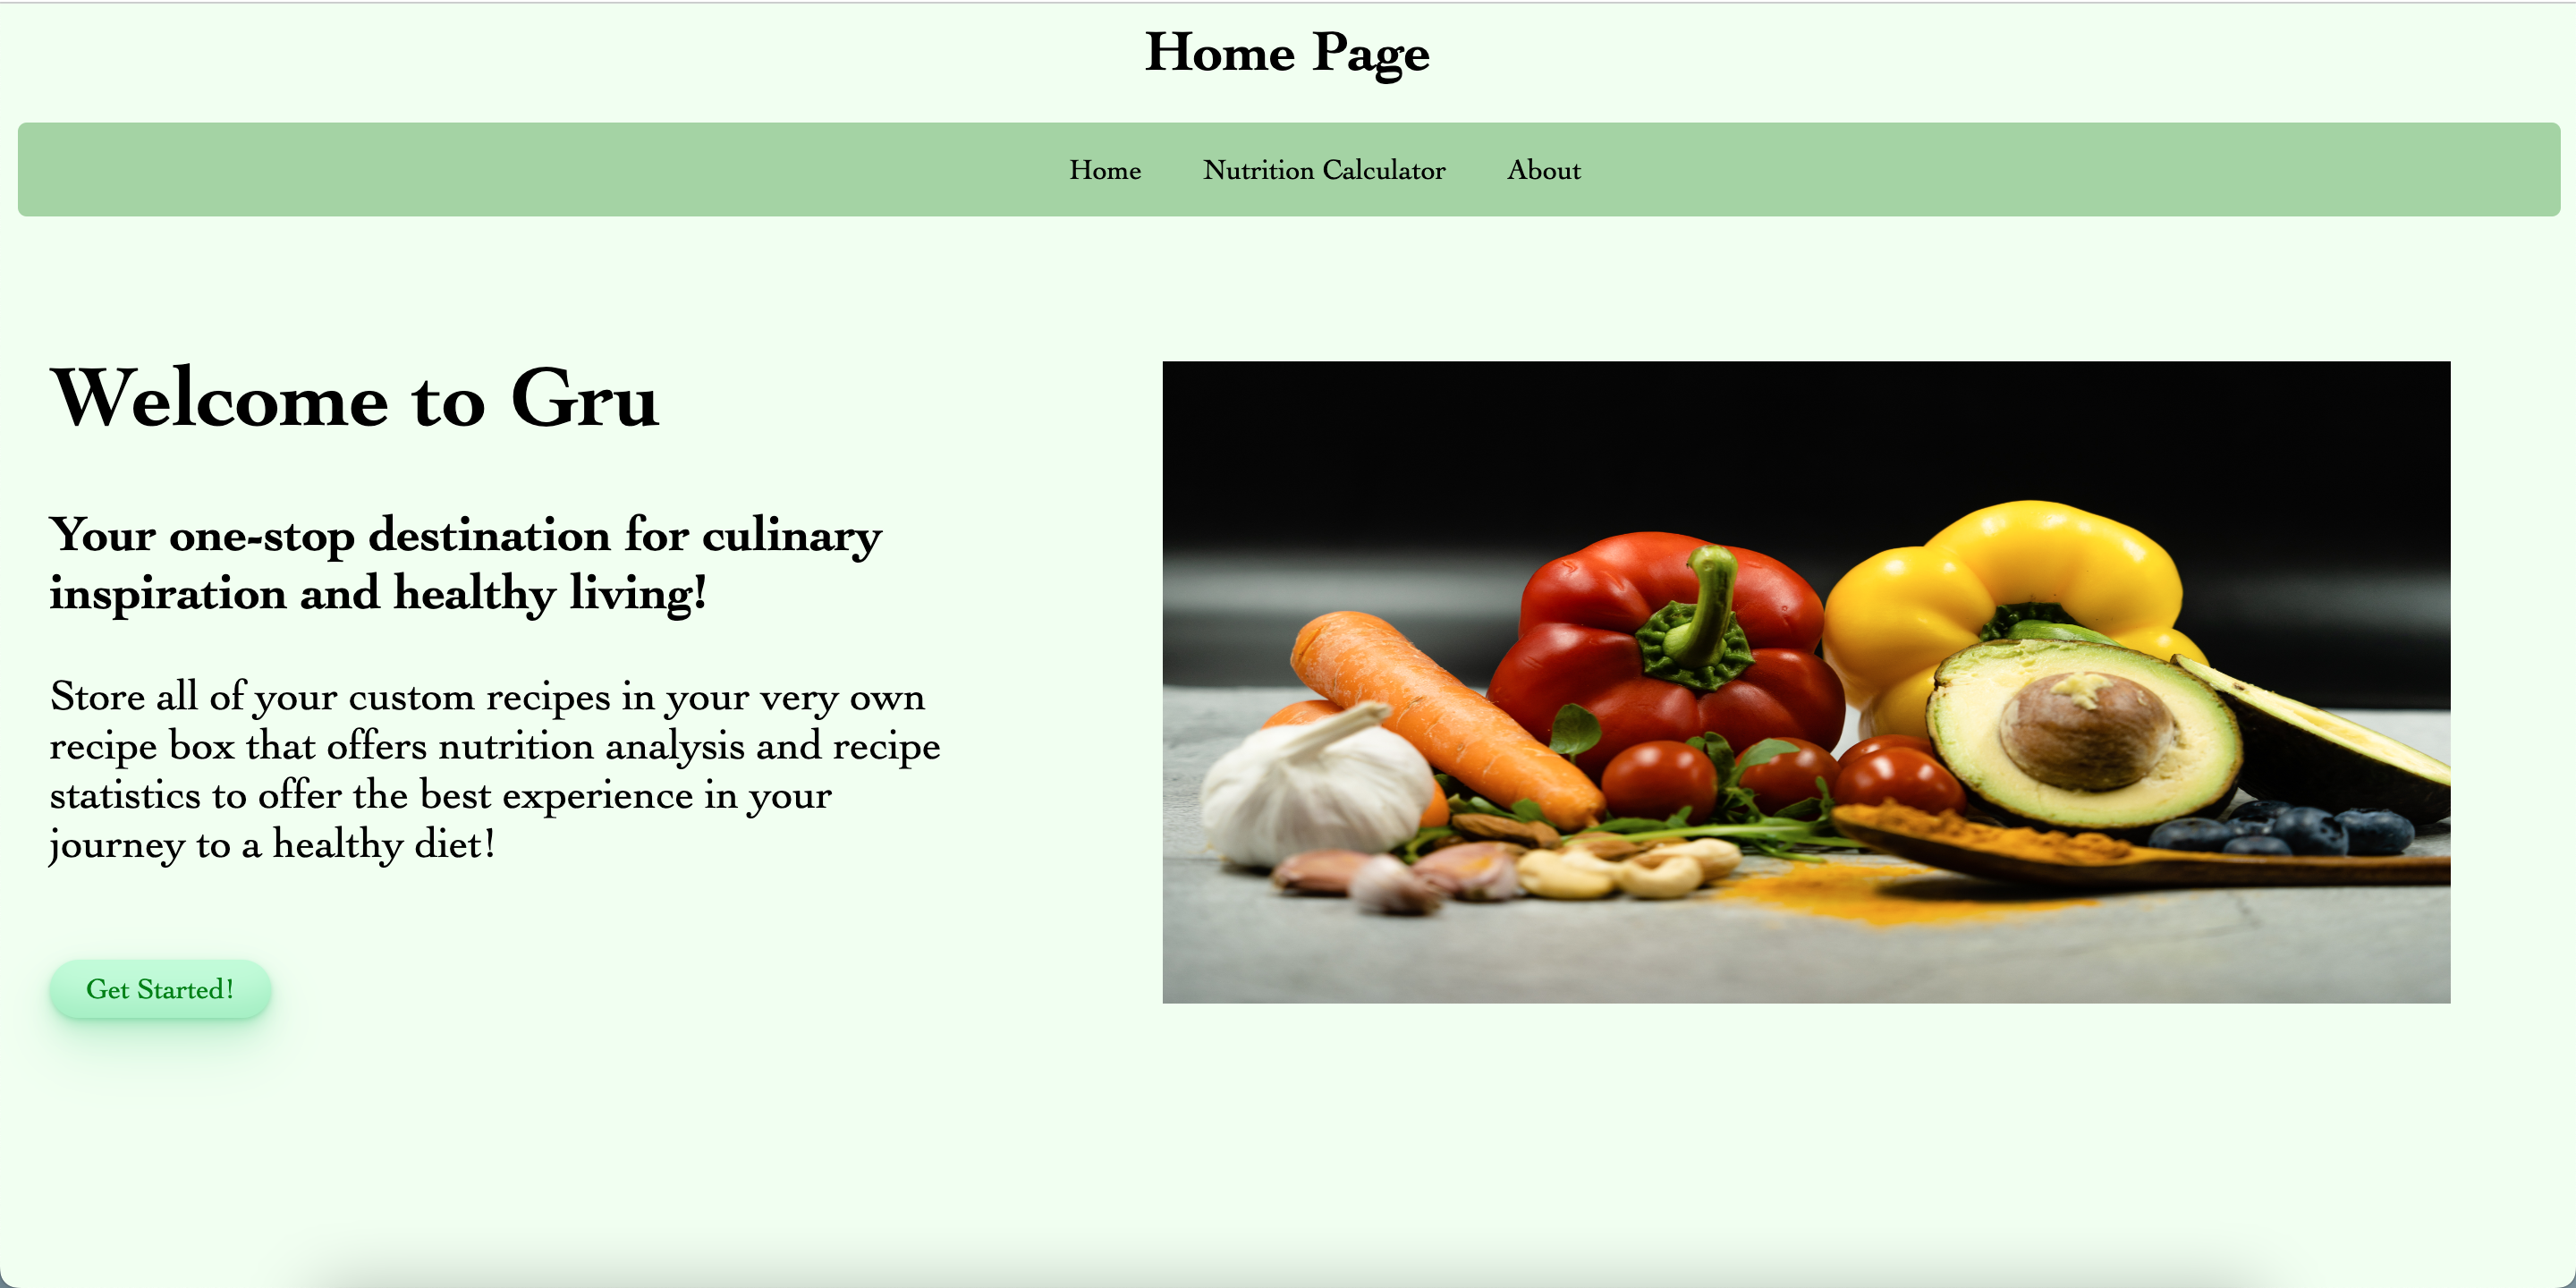 Home Page
Home Nutrition Calculator About
Welcome to Gru
Your one-stop destination for culinary
inspiration and healthy living!
Store all of your custom recipes in your very own
recipe box that offers nutrition analysis and recipe
statistics to offer the best experience in your
journey to a healthy diet!
Get Started!